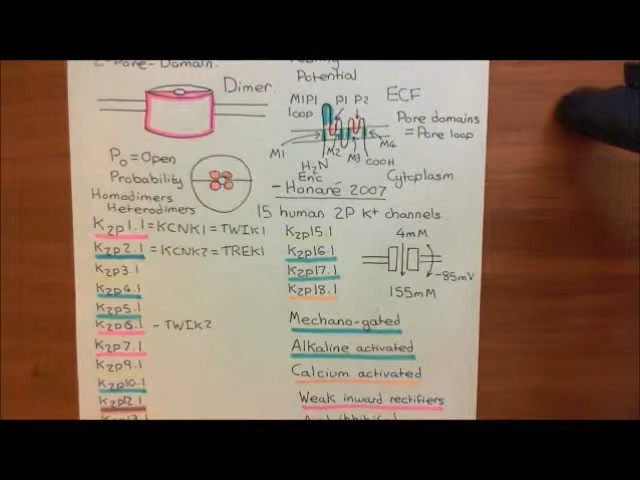 2-Pore-Domain.
Potential
Dimer
M1P1
loop
P1 P2
ECF
Pore domains
= Pore loop
M1
M2
M3
M4
H2N
COOH
Cytoplasm
Enc
- Honaré 2007
Po = Open
Probability
Homodimers
Heterodimers
15 human 2P K+ channels
K2p1.1 = KCNK1 = TWIK1
K2p2.1 = KCNK2 = TREK1
K2p3.1
K2p4.1
K2p5.1
K2p6.1 - TWIK2
K2p7.1
K2p9.1
K2p10.1
K2p12.1
K2p15.1
K2p16.1
K2p17.1
K2p18.1
4mM
-85mV
155mM
Mechano-gated
Alkaline activated
Calcium activated
Weak inward rectifiers